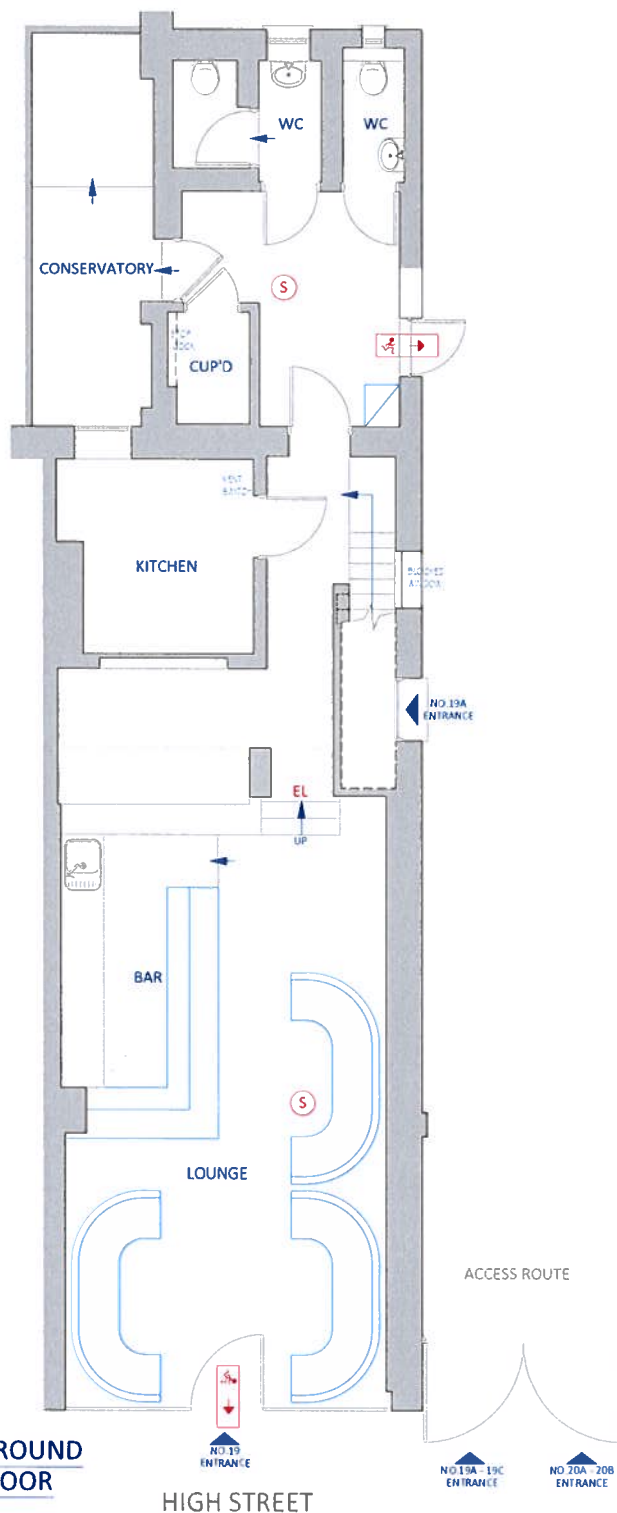 WC
WC
CONSERVATORY
S
CUP'D
KITCHEN
NO.19A
ENTRANCE
EL
UP
BAR
S
LOUNGE
ACCESS ROUTE
ROUND
OOR
NO.19
ENTRANCE
NO.19A - 19C
ENTRANCE
NO.20A - 20B
ENTRANCE
HIGH STREET